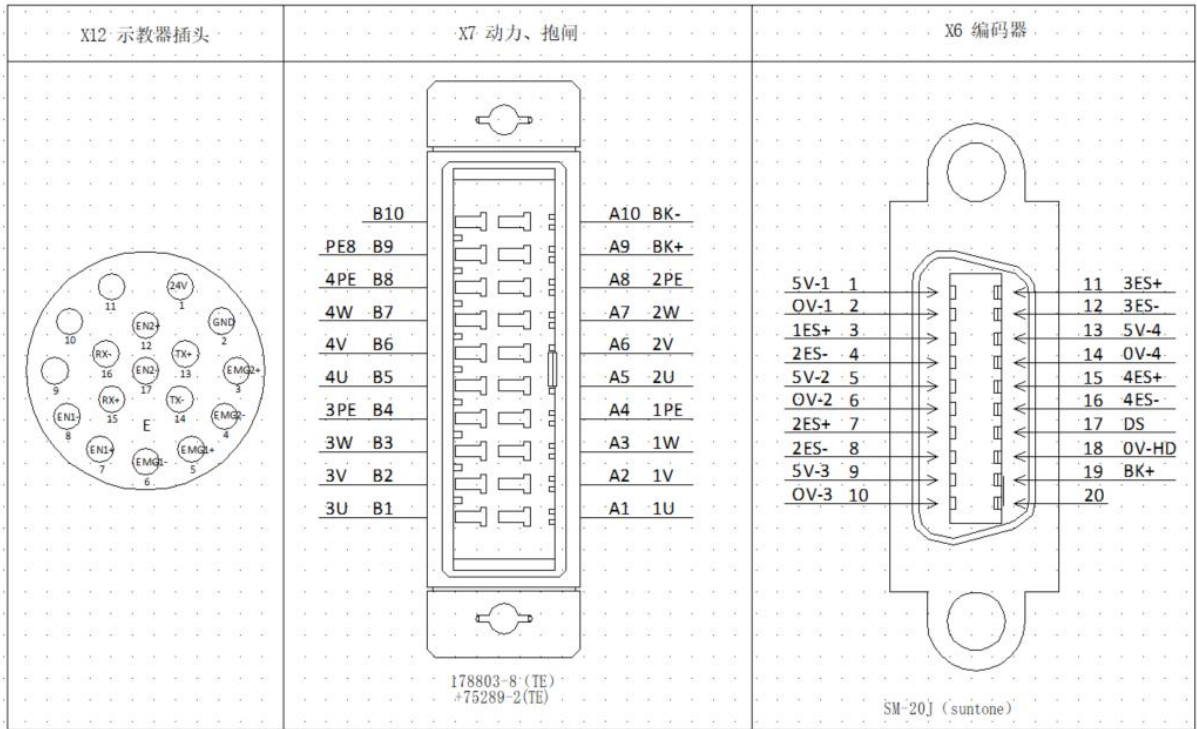 X12 示教器插头
X7 动力、抱闸
X6 编码器
11
24V
1
10
EN2+
12
GND
2
RX-
16
EN2-
17
TX+
13
EMG2+
3
9
RX+
15
TX-
14
EN1-
8
E
EMG2-
4
EN1+
7
EMG1-
6
EMG1+
5
B10
A10 BK-
PE8 B9
A9 BK+
4PE B8
A8 2PE
4W B7
A7 2W
4V B6
A6 2V
4U B5
A5 2U
3PE B4
A4 1PE
3W B3
A3 1W
3V B2
A2 1V
3U B1
A1 1U
178803-8 (TE)
+75289-2(TE)
5V-1 1
11 3ES+
OV-1 2
12 3ES-
1ES+ 3
13 5V-4
2ES- 4
14 0V-4
5V-2 5
15 4ES+
OV-2 6
16 4ES-
2ES+ 7
17 DS
2ES- 8
18 0V-HD
5V-3 9
19 BK+
OV-3 10
20
SM-20J (suntone)